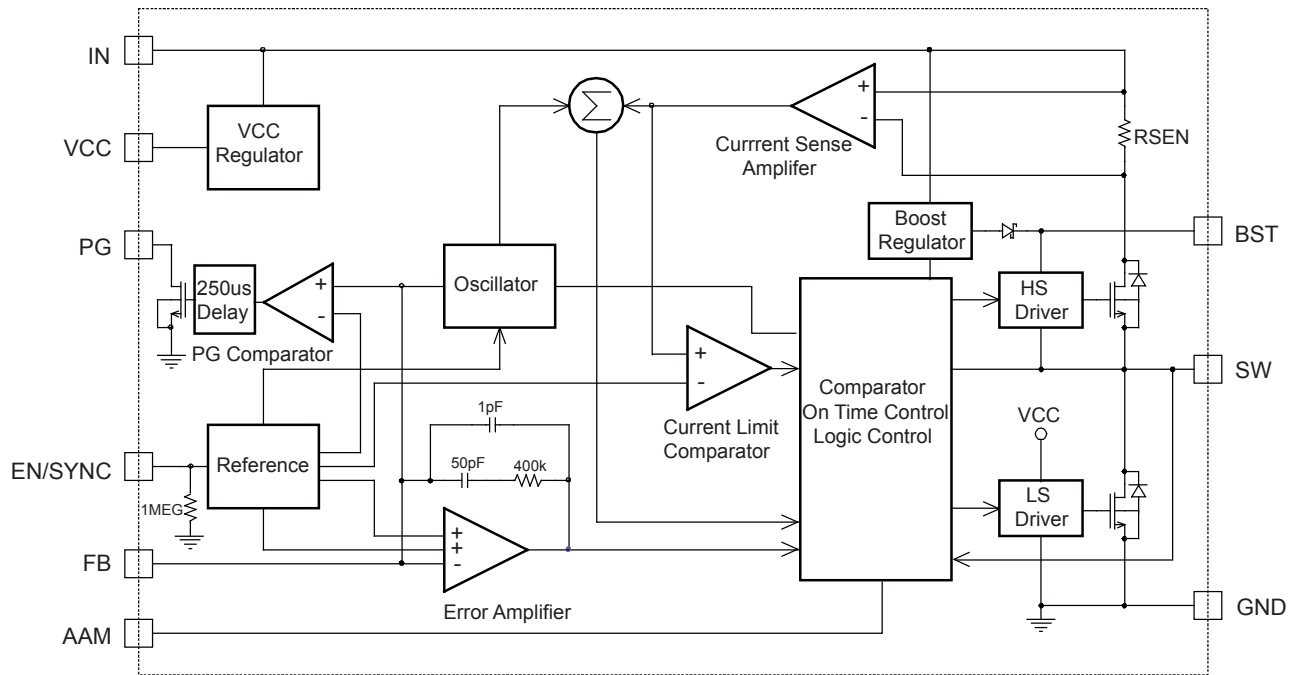 IN
VCC
Regulator
VCC
+
-
Currrent Sense
Amplifer
RSEN
PG
250us
Delay
+
-
PG Comparator
Oscillator
Boost
Regulator
BST
HS
Driver
+
-
Current Limit
Comparator
Comparator
On Time Control
Logic Control
SW
VCC
EN/SYNC
1MEG
Reference
1pF
50pF
400k
LS
Driver
FB
+
+
-
Error Amplifier
GND
AAM